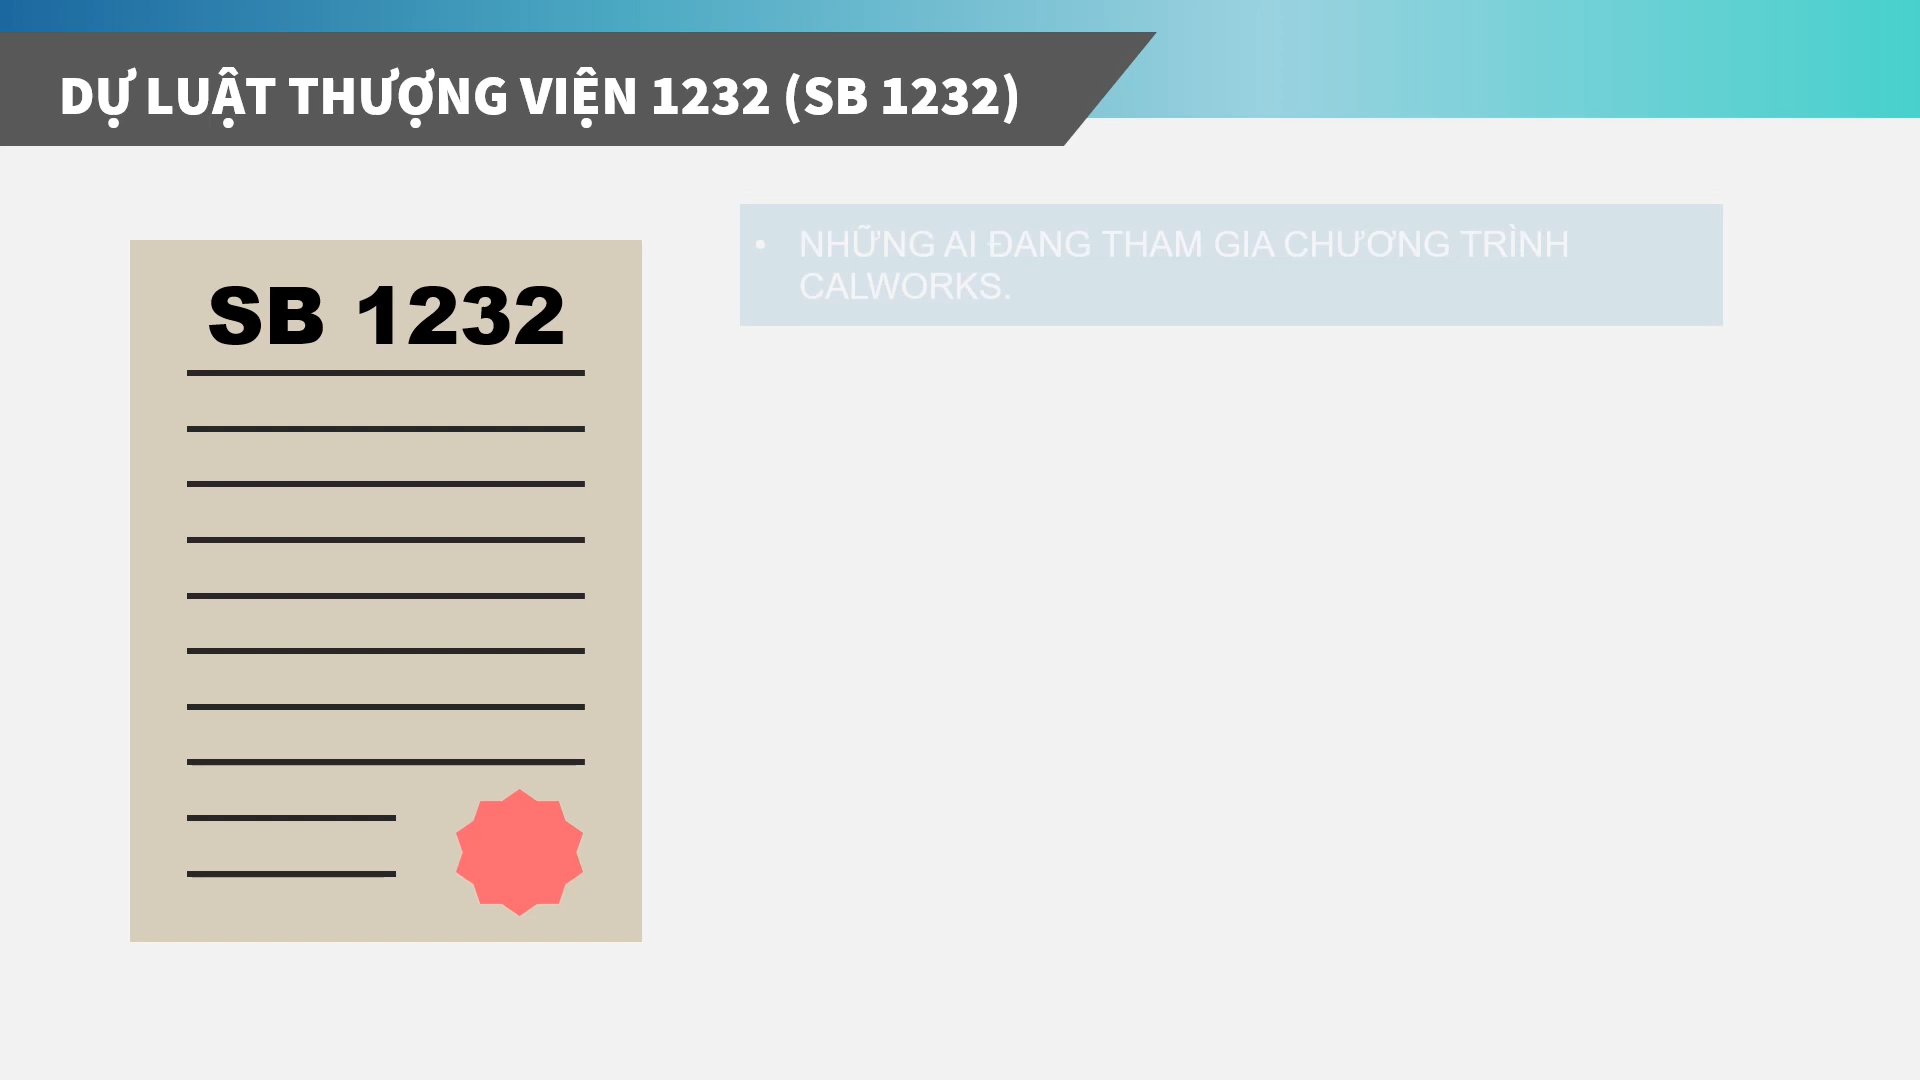 DỰ LUẬT THƯỢNG VIỆN 1232 (SB 1232)
SB 1232
• NHỮNG AI ĐANG THAM GIA CHƯƠNG TRÌNH
CALWORKS.